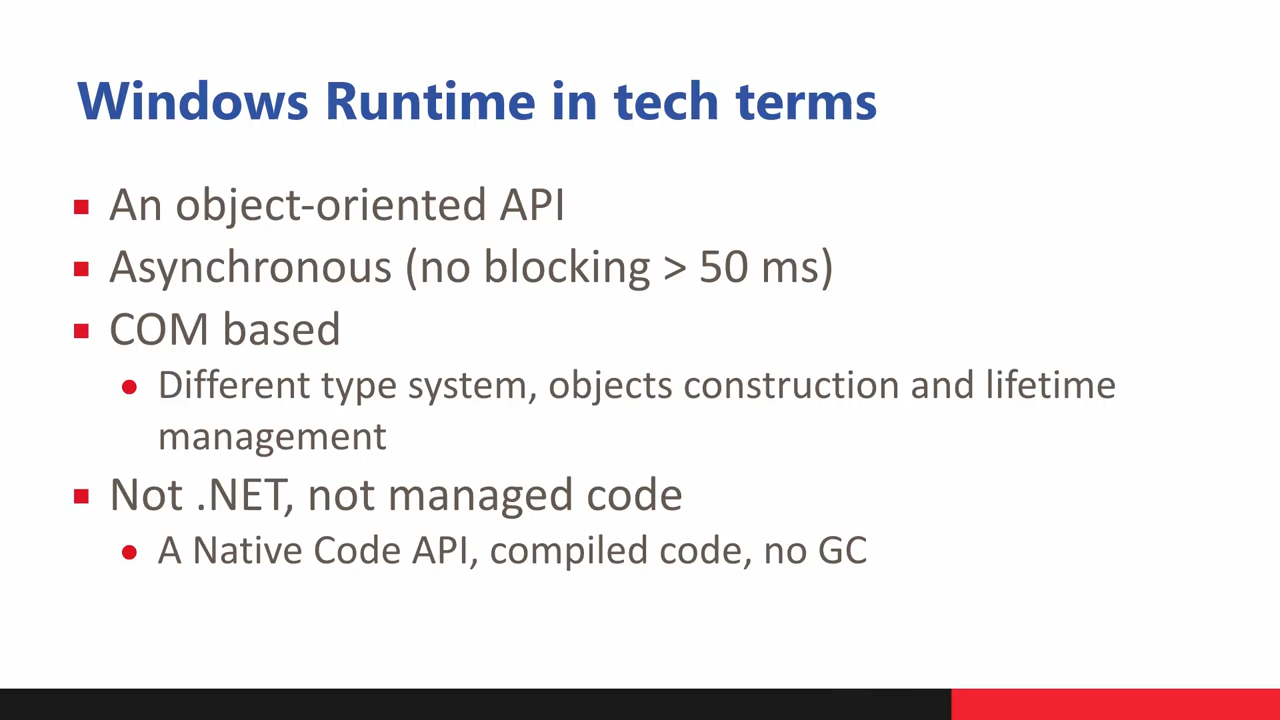 Windows Runtime in tech terms
An object-oriented API
Asynchronous (no blocking > 50 ms)
COM based
Different type system, objects construction and lifetime
management
Not .NET, not managed code
A Native Code API, compiled code, no GC